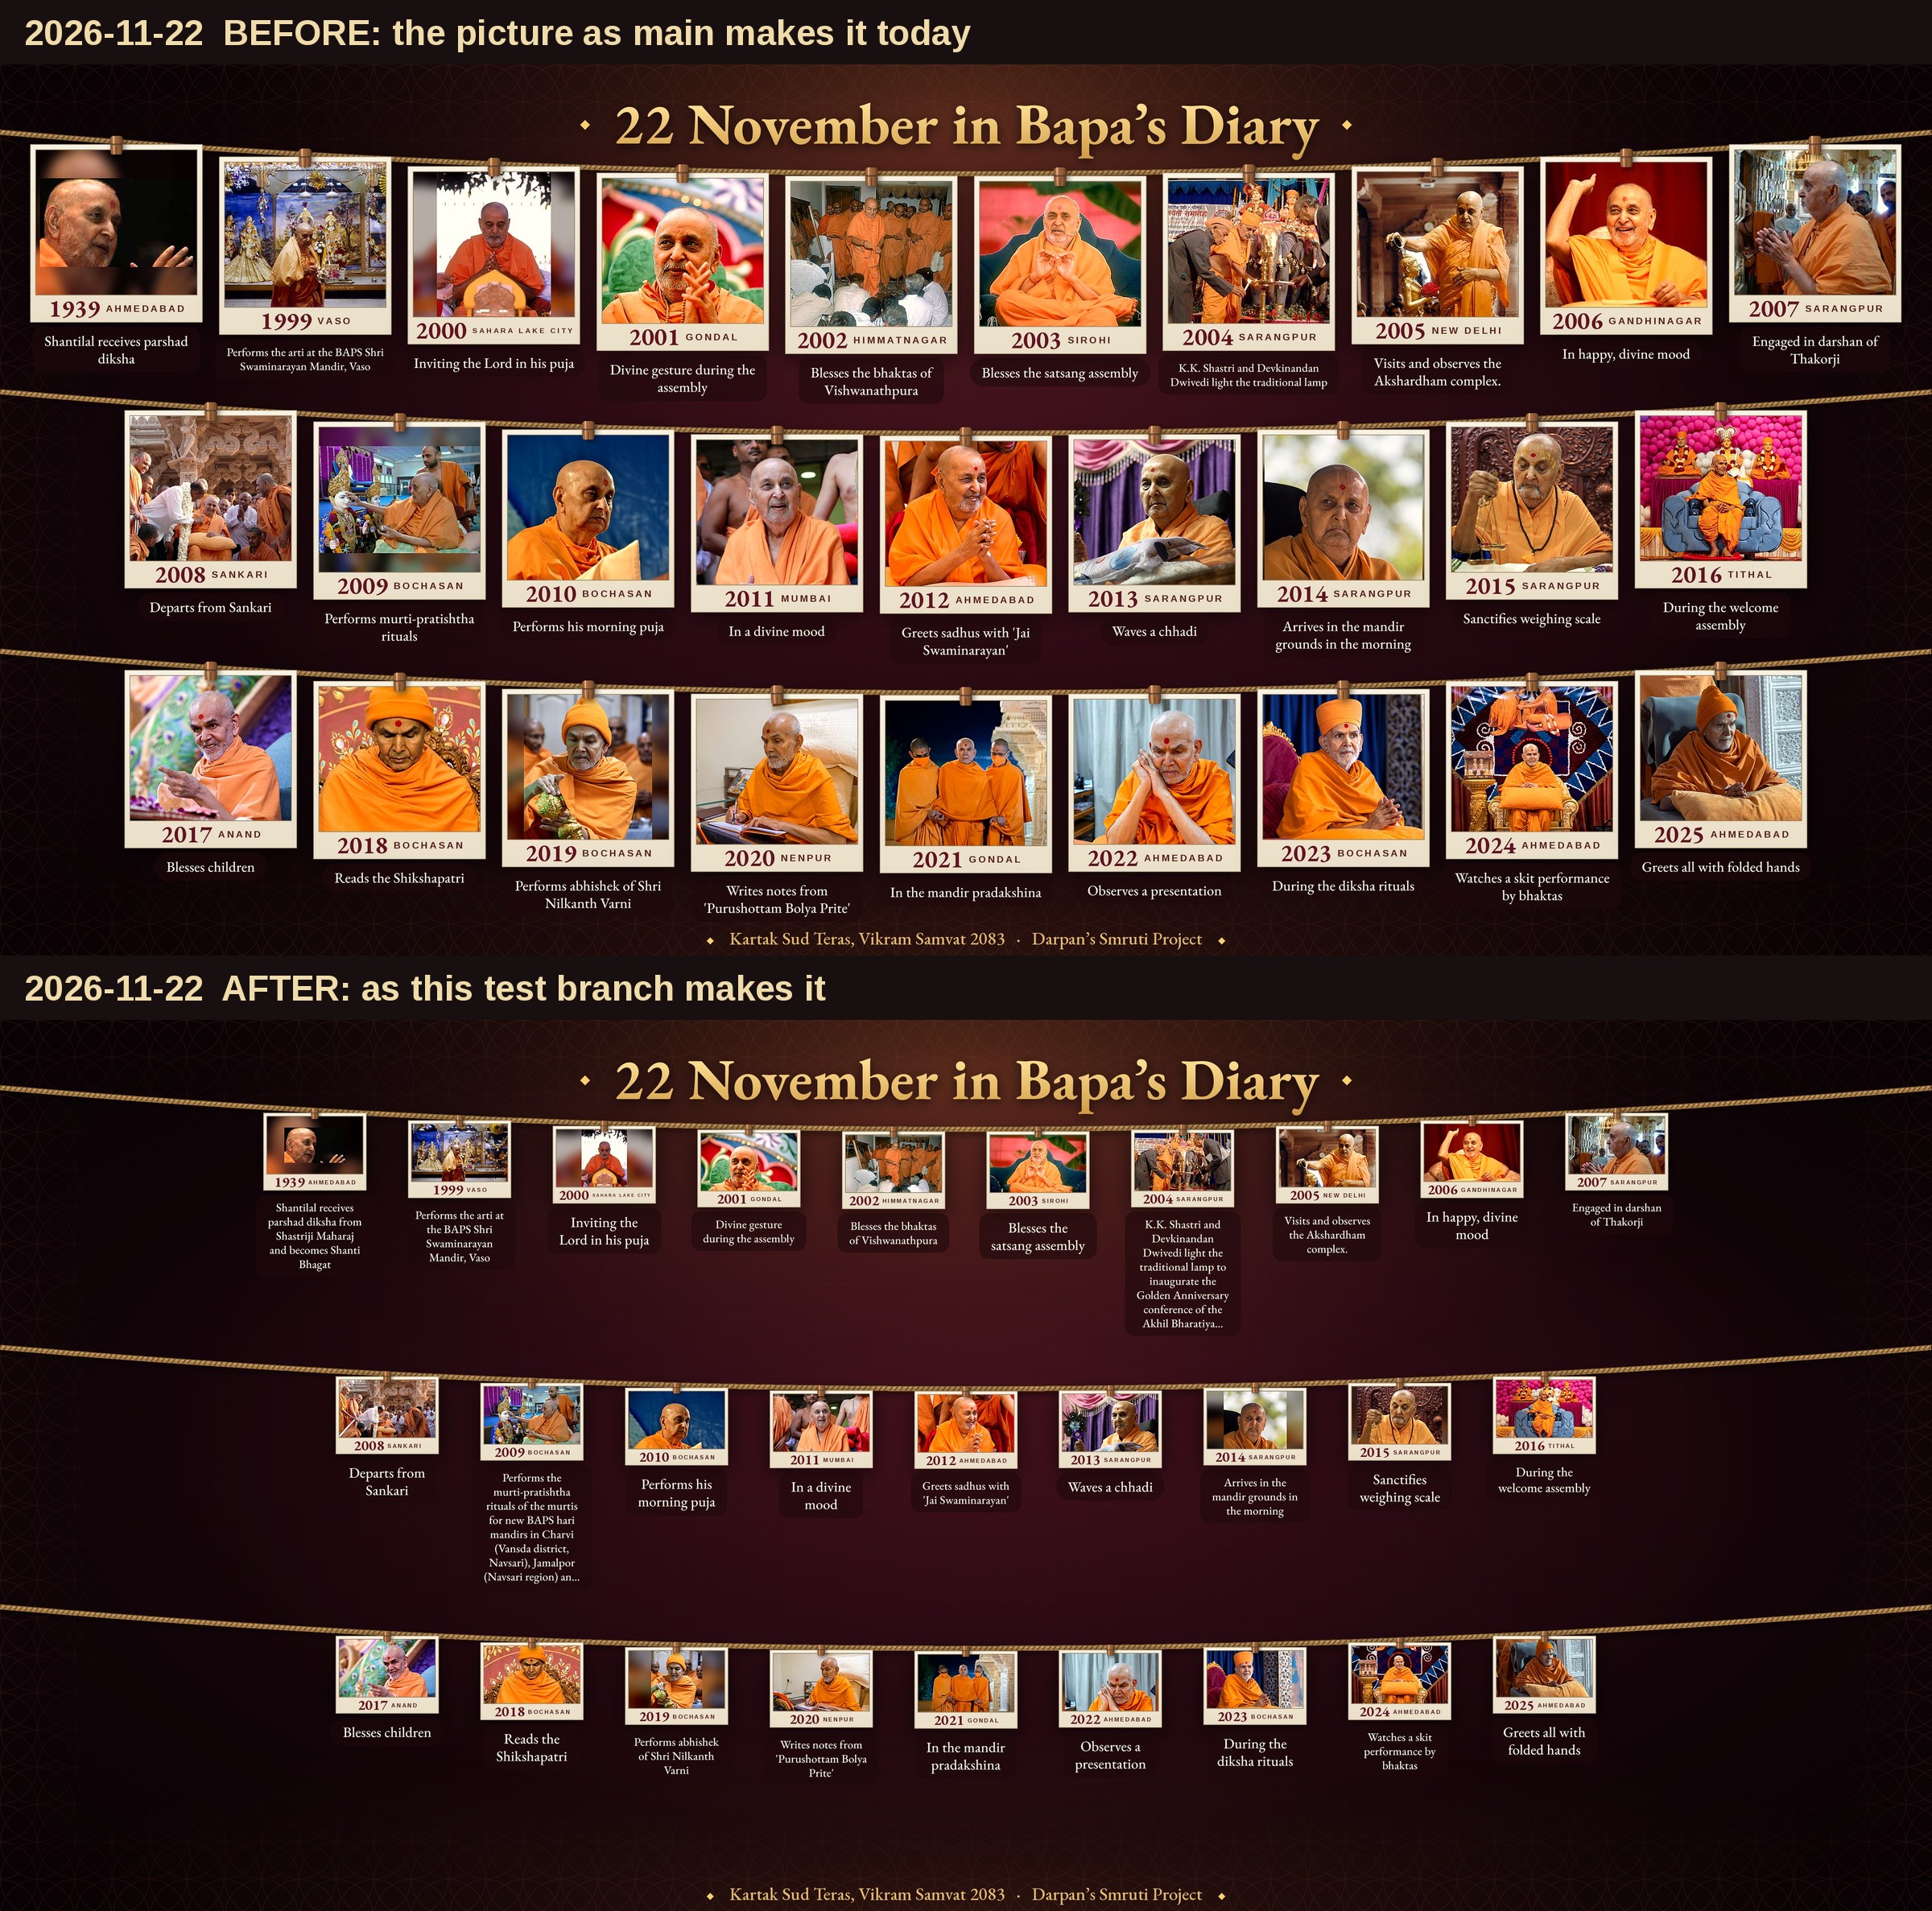 2026-11-22 BEFORE: the picture as main makes it today
22 November in Bapa’s Diary
1939 AHMEDABAD
Shantilal receives parshad
diksha
1999 VASO
Performs the arti at the BAPS Shri
Swaminarayan Mandir, Vaso
2000 SAHARA LAKE CITY
Inviting the Lord in his puja
2001 GONDAL
Divine gesture during the
assembly
2002 HIMMATNAGAR
Blesses the bhaktas of
Vishwanathpura
2003 SIROHI
Blesses the satsang assembly
2004 SARANGPUR
K.K. Shastri and Devkinandan
Dwivedi light the traditional lamp
2005 NEW DELHI
Visits and observes the
Akshardham complex.
2006 GANDHINAGAR
In happy, divine mood
2007 SARANGPUR
Engaged in darshan of
Thakorji
2008 SANKARI
Departs from Sankari
2009 BOCHASAN
Performs murti-pratishtha
rituals
2010 BOCHASAN
Performs his morning puja
2011 MUMBAI
In a divine mood
2012 AHMEDABAD
Greets sadhus with 'Jai
Swaminarayan'
2013 SARANGPUR
Waves a chhadi
2014 SARANGPUR
Arrives in the mandir
grounds in the morning
2015 SARANGPUR
Sanctifies weighing scale
2016 TITHAL
During the welcome
assembly
2017 ANAND
Blesses children
2018 BOCHASAN
Reads the Shikshapatri
2019 BOCHASAN
Performs abhishek of Shri
Nilkanth Varni
2020 NENPUR
Writes notes from
'Purushottam Bolya Prite'
2021 GONDAL
In the mandir pradakshina
2022 AHMEDABAD
Observes a presentation
2023 BOCHASAN
During the diksha rituals
2024 AHMEDABAD
Watches a skit performance
by bhaktas
2025 AHMEDABAD
Greets all with folded hands
Kartak Sud Teras, Vikram Samvat 2083 · Darpan’s Smruti Project
2026-11-22 AFTER: as this test branch makes it
22 November in Bapa’s Diary
1939 AHMEDABAD
Shantilal receives
parshad diksha from
Shastriji Maharaj
and becomes Shanti
Bhagat
1999 VASO
Performs the arti at
the BAPS Shri
Swaminarayan
Mandir, Vaso
2000 SAHARA LAKE CITY
Inviting the
Lord in his puja
2001 GONDAL
Divine gesture
during the assembly
2002 HIMMATNAGAR
Blesses the bhaktas
of Vishwanathpura
2003 SIROHI
Blesses the
satsang assembly
2004 SARANGPUR
K.K. Shastri and
Devkinandan
Dwivedi light the
traditional lamp to
inaugurate the
Golden Anniversary
conference of the
Akhil Bharatiya...
2005 NEW DELHI
Visits and observes
the Akshardham
complex.
2006 GANDHINAGAR
In happy, divine
mood
2007 SARANGPUR
Engaged in darshan
of Thakorji
2008 SANKARI
Departs from
Sankari
2009 BOCHASAN
Performs the
murti-pratishtha
rituals of the murtis
for new BAPS hari
mandirs in Charvi
(Vansda district,
Navsari), Jamalpor
(Navsari region) an...
2010 BOCHASAN
Performs his
morning puja
2011 MUMBAI
In a divine
mood
2012 AHMEDABAD
Greets sadhus with
'Jai Swaminarayan'
2013 SARANGPUR
Waves a chhadi
2014 SARANGPUR
Arrives in the
mandir grounds in
the morning
2015 SARANGPUR
Sanctifies
weighing scale
2016 TITHAL
During the
welcome assembly
2017 ANAND
Blesses children
2018 BOCHASAN
Reads the
Shikshapatri
2019 BOCHASAN
Performs abhishek
of Shri Nilkanth
Varni
2020 NENPUR
Writes notes from
'Purushottam Bolya
Prite'
2021 GONDAL
In the mandir
pradakshina
2022 AHMEDABAD
Observes a
presentation
2023 BOCHASAN
During the
diksha rituals
2024 AHMEDABAD
Watches a skit
performance by
bhaktas
2025 AHMEDABAD
Greets all with
folded hands
Kartak Sud Teras, Vikram Samvat 2083 · Darpan’s Smruti Project